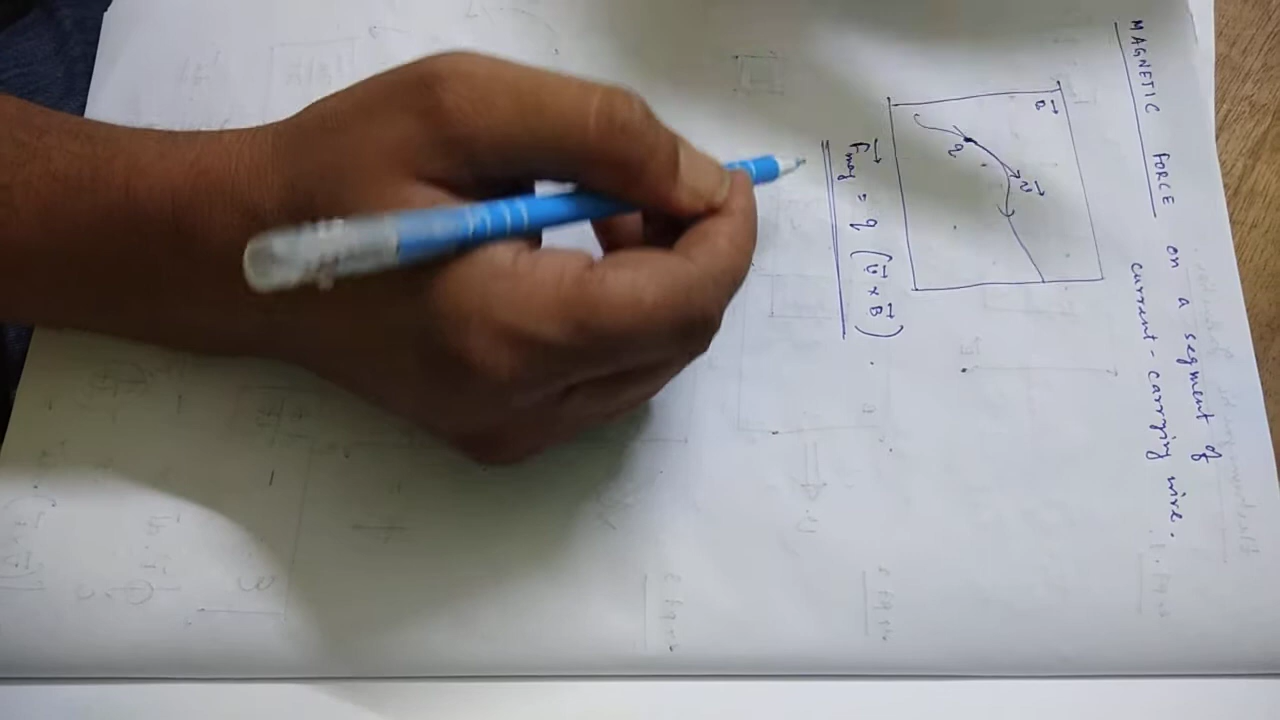 MAGNETIC FORCE on a segment of
current-carrying wire.
B⃗
q
v⃗
F⃗mag = q (v⃗ × B⃗).